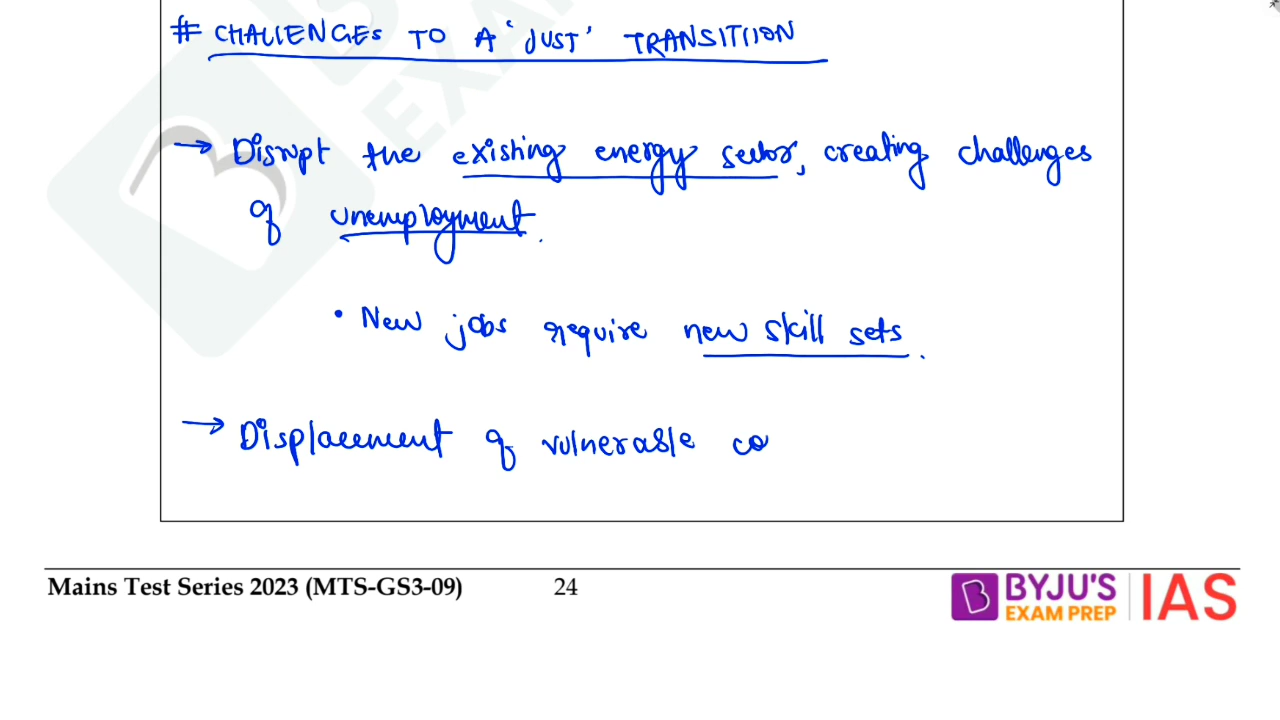 # CHALLENGES TO A 'JUST' TRANSITIION
→ Disrupt the existing energy sector, creating challenges
of unemployment.
• New jobs require new skill sets.
→ Displacement of vulnerable co
Mains Test Series 2023 (MTS-GS3-09) 24
BYJU'S IAS
EXAM PREP